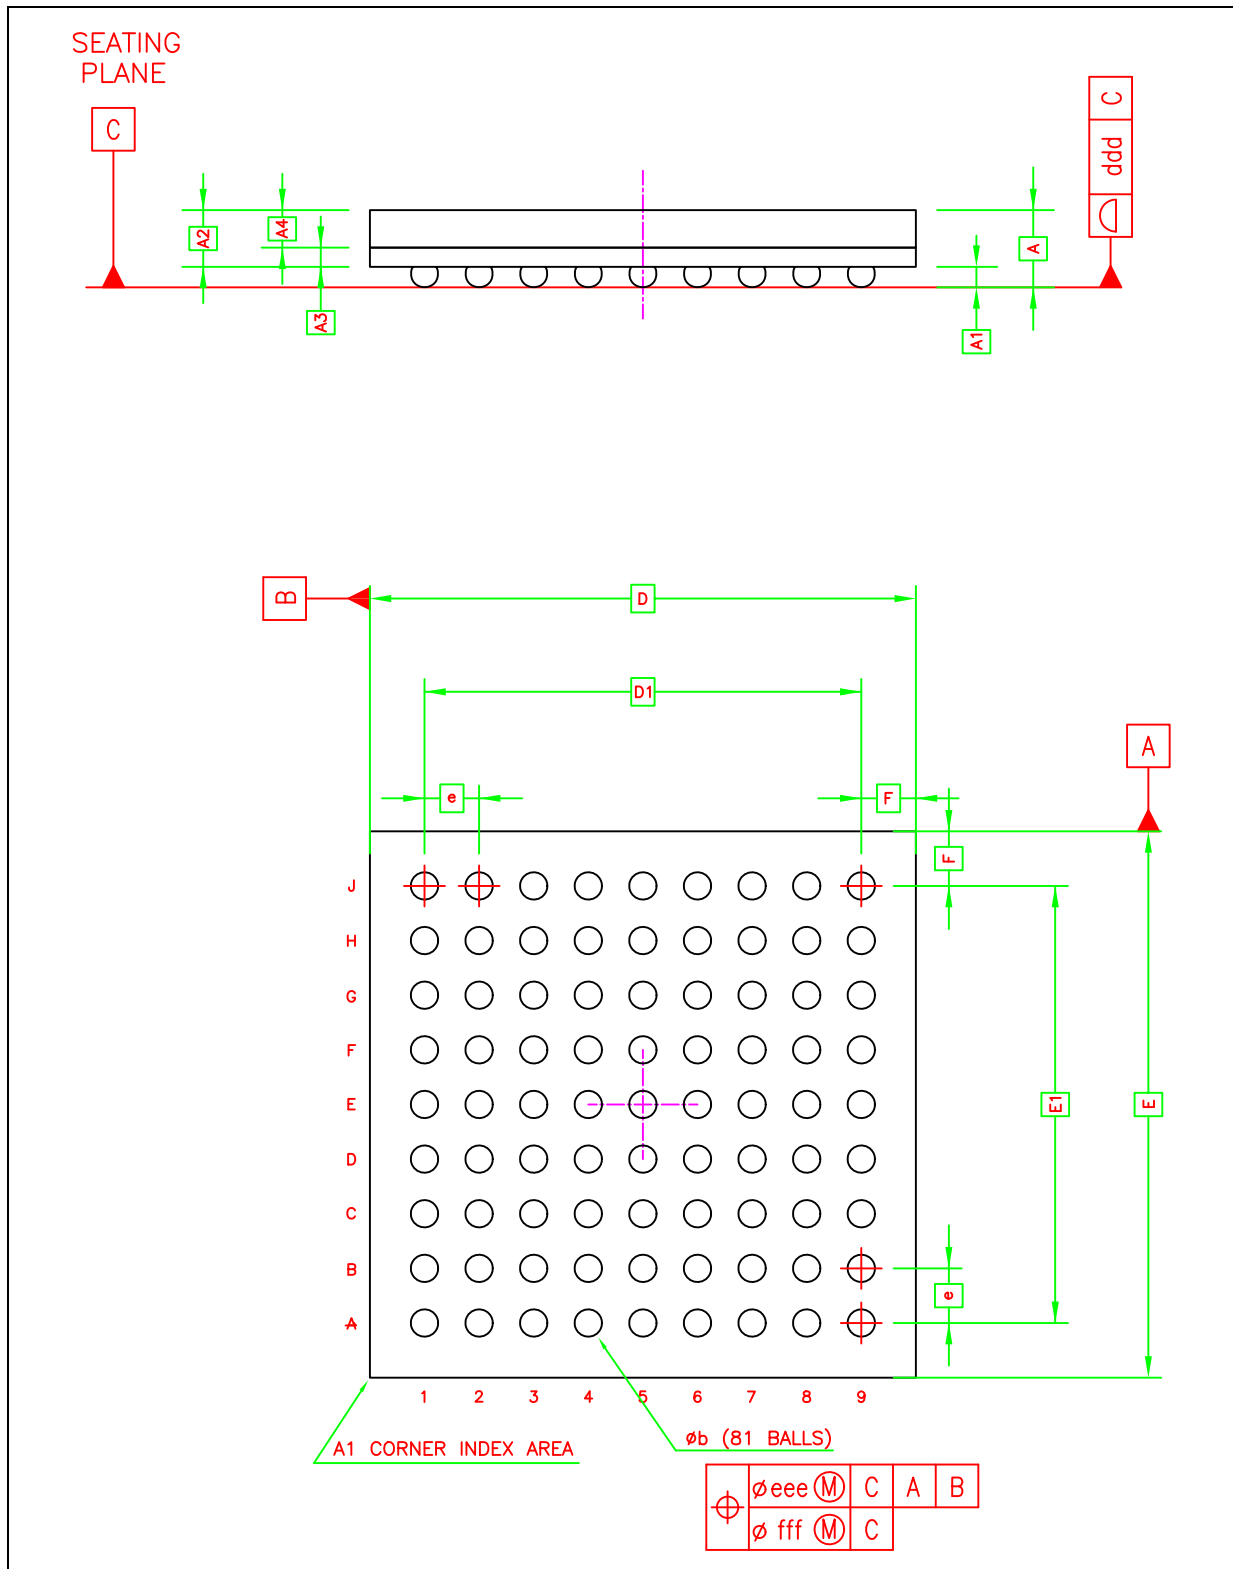 SEATING
PLANE
C
C
ddd
A2
A4
A
A3
A1
B
D
D1
A
e
F
F
J
H
G
F
E
E1
E
D
C
B
e
A
1 2 3 4 5 6 7 8 9
A1 CORNER INDEX AREA
øb (81 BALLS)
ø eee Ⓜ C A B
ø fff Ⓜ C